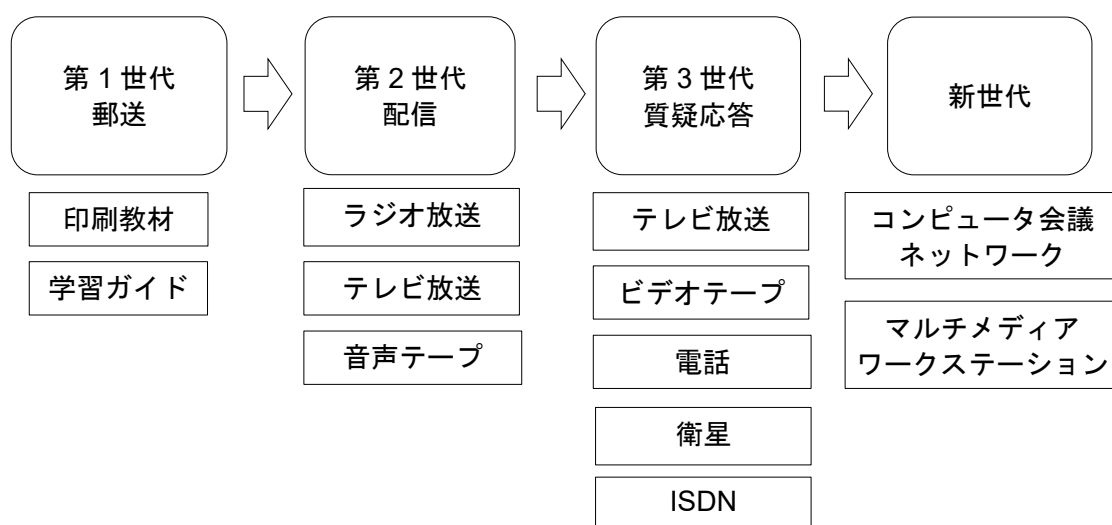 第 1 世代
郵送
第 2 世代
配信
第 3 世代
質疑応答
新世代
印刷教材
学習ガイド
ラジオ放送
テレビ放送
音声テープ
テレビ放送
ビデオテープ
電話
衛星
ISDN
コンピュータ会議
ネットワーク
マルチメディア
ワークステーション